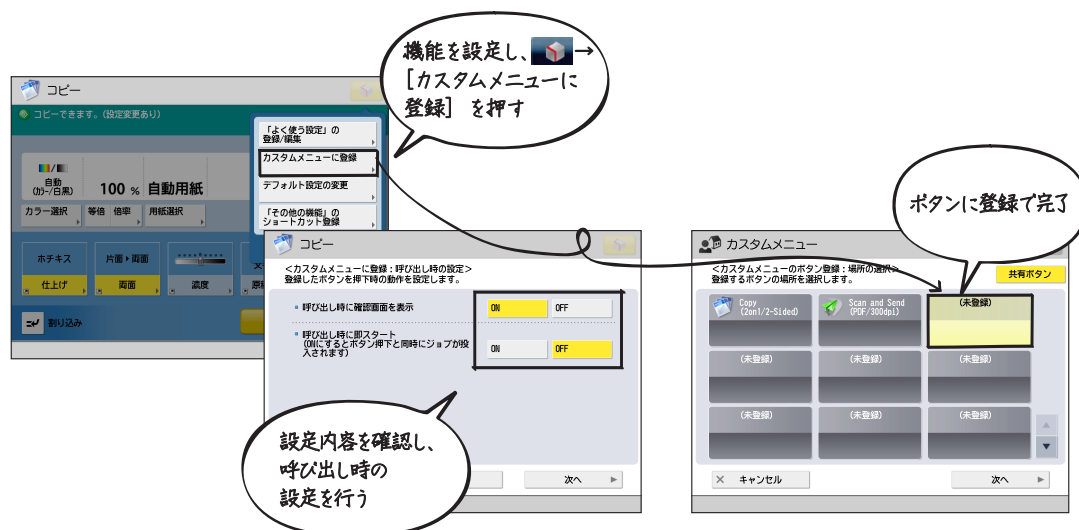 機能を設定し、→
[カスタムメニューに
登録] を押す
コピー
コピーできます。(設定変更あり)
「よく使う設定」の
登録/編集
カスタムメニューに登録
デフォルト設定の変更
「その他の機能」の
ショートカット登録
自動
(カラー/白黒)
100 % 自動用紙
カラー選択 等倍 倍率 用紙選択
ホチキス 片面▶両面
仕上げ 両面 濃度
割り込み
コピー
<カスタムメニューに登録:呼び出し時の設定>
登録したボタンを押下時の動作を設定します。
呼び出し時に確認画面を表示 ON OFF
呼び出し時に即スタート
(ONにするとボタン押下と同時にジョブが投
入されます)
ON OFF
次へ
設定内容を確認し、
呼び出し時の
設定を行う
ボタンに登録で完了
カスタムメニュー
<カスタムメニューのボタン登録:場所の選択>
登録するボタンの場所を選択します。
共有ボタン
Copy
(2on1/2-Sided)
Scan and Send
(PDF/300dpi)
(未登録)
(未登録) (未登録) (未登録)
(未登録) (未登録) (未登録)
× キャンセル 次へ